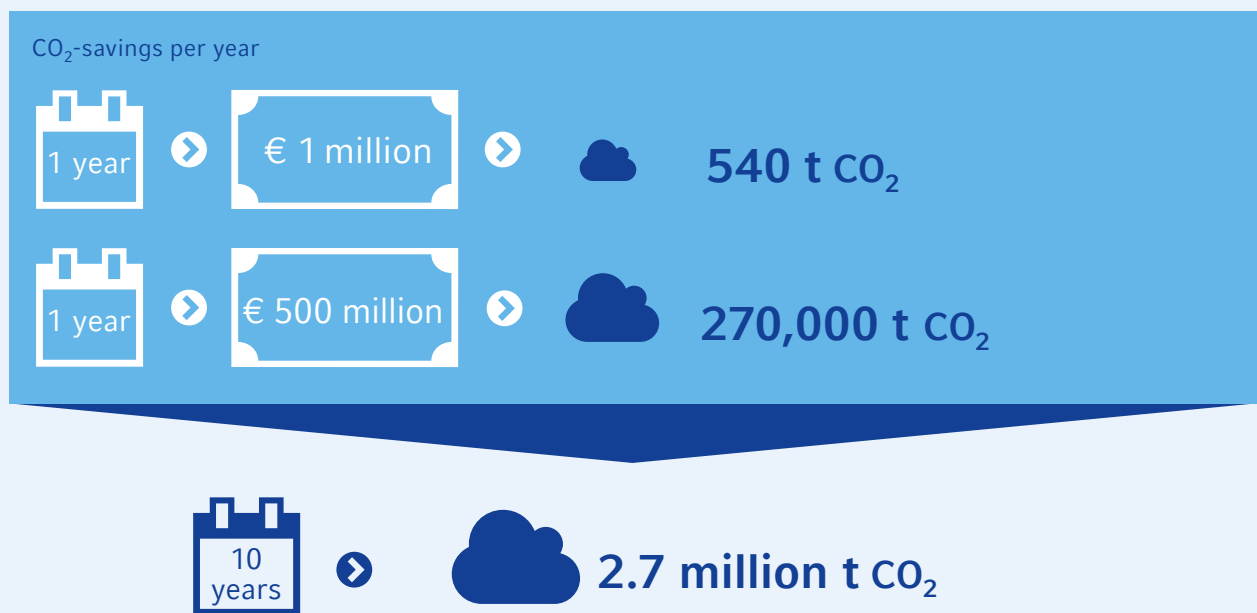 CO₂-savings per year
1 year € 1 million 540 t CO₂
1 year € 500 million 270,000 t CO₂
10
years 2.7 million t CO₂